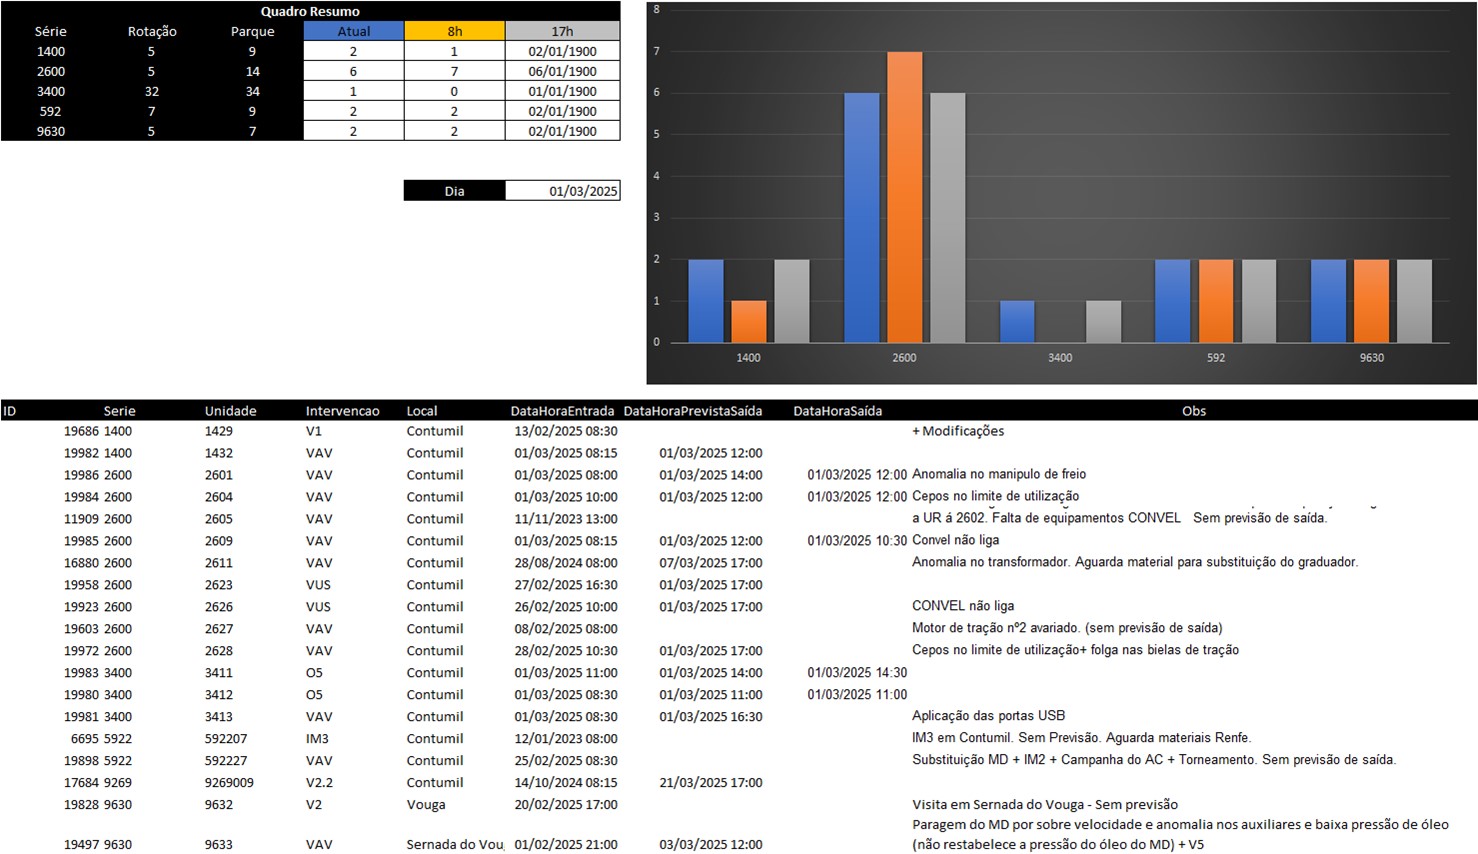 Quadro Resumo
Série Rotação Parque Atual 8h 17h
1400 5 9 2 1 02/01/1900
2600 5 14 6 7 06/01/1900
3400 32 34 1 0 01/01/1900
592 7 9 2 2 02/01/1900
9630 5 7 2 2 02/01/1900
Dia 01/03/2025
8
7
6
5
4
3
2
1
0
1400 2600 3400 592 9630
ID Serie Unidade Intervencao Local DataHoraEntrada DataHoraPrevistaSaída DataHoraSaída Obs
19686 1400 1429 V1 Contumil 13/02/2025 08:30 + Modificações
19982 1400 1432 VAV Contumil 01/03/2025 08:15 01/03/2025 12:00
19986 2600 2601 VAV Contumil 01/03/2025 08:00 01/03/2025 14:00 01/03/2025 12:00 Anomalia no manipulo de freio
19984 2600 2604 VAV Contumil 01/03/2025 10:00 01/03/2025 12:00 01/03/2025 12:00 Cepos no limite de utilização
11909 2600 2605 VAV Contumil 11/11/2023 13:00 a UR á 2602. Falta de equipamentos CONVEL Sem previsão de saída.
19985 2600 2609 VAV Contumil 01/03/2025 08:15 01/03/2025 12:00 01/03/2025 10:30 Convel não liga
16880 2600 2611 VAV Contumil 28/08/2024 08:00 07/03/2025 17:00 Anomalia no transformador. Aguarda material para substituição do graduador.
19958 2600 2623 VUS Contumil 27/02/2025 16:30 01/03/2025 17:00
19923 2600 2626 VUS Contumil 26/02/2025 10:00 01/03/2025 17:00 CONVEL não liga
19603 2600 2627 VAV Contumil 08/02/2025 08:00 Motor de tração nº2 avariado. (sem previsão de saída)
19972 2600 2628 VAV Contumil 28/02/2025 10:30 01/03/2025 17:00 Cepos no limite de utilização+ folga nas bielas de tração
19983 3400 3411 O5 Contumil 01/03/2025 11:00 01/03/2025 14:00 01/03/2025 14:30
19980 3400 3412 O5 Contumil 01/03/2025 08:30 01/03/2025 11:00 01/03/2025 11:00
19981 3400 3413 VAV Contumil 01/03/2025 08:30 01/03/2025 16:30 Aplicação das portas USB
6695 5922 592207 IM3 Contumil 12/01/2023 08:00 IM3 em Contumil. Sem Previsão. Aguarda materiais Renfe.
19898 5922 592227 VAV Contumil 25/02/2025 08:30 Substituição MD + IM2 + Campanha do AC + Torneamento. Sem previsão de saída.
17684 9269 9269009 V2.2 Contumil 14/10/2024 08:15 21/03/2025 17:00
19828 9630 9632 V2 Vouga 20/02/2025 17:00 Visita em Sernada do Vouga - Sem previsão
Paragem do MD por sobre velocidade e anomalia nos auxiliares e baixa pressão de óleo
19497 9630 9633 VAV Sernada do Vou 01/02/2025 21:00 03/03/2025 12:00 (não restabelece a pressão do óleo do MD) + V5